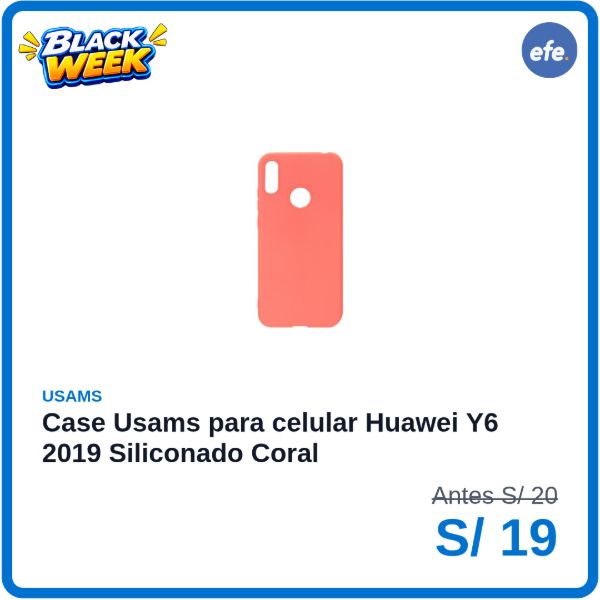 BLACK
WEEK
efe.
USAMS
Case Usams para celular Huawei Y6
2019 Siliconado Coral
Antes S/ 20
S/ 19